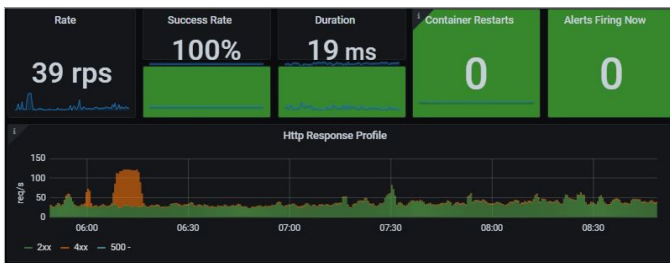 Rate
Success Rate
Duration
i
Container Restarts
Alerts Firing Now
39 rps
100%
19 ms
0
0
i
Http Response Profile
150
100
50
0
req/s
06:00
06:30
07:00
07:30
08:00
08:30
2xx
4xx
500 -